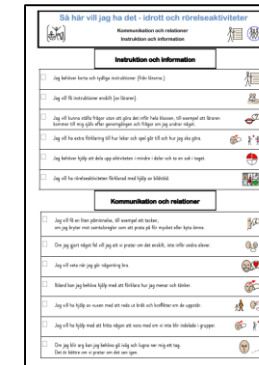 Så här vill jag ha det - idrott och rörelseaktiviteter
Kommunikation och relationer
Instruktion och information
Instruktion och information
Jag behöver korta och tydliga instruktioner (från läraren.)
Jag vill få instruktioner enskilt (av läraren).
Jag vill kunna ställa frågor utan att göra det inför hela klassen, till exempel att läraren
kommer till mig själv efter genomgången och frågar om jag undrar något.
Jag vill ha extra förklaring till hur lekar och spel går till och hur jag ska göra.
Jag behöver hjälp att dela upp aktiviteten i mindre i delar och ta en sak i taget.
Jag vill ha rörelseaktiviteten förklarad med hjälp av bildstöd.
Kommunikation och relationer
Jag vill få en liten påminnelse, till exempel ett tecken,
om jag bryter mot samtalsregler som att prata på för mycket eller byta ämne.
Om jag gjort något fel vill jag att vi pratar om det enskilt, inte inför andra elever.
Jag vill veta när jag gör någonting bra.
Ibland kan jag behöva hjälp med att förklara hur jag menar och tänker.
Jag vill ha hjälp av vuxen med att reda ut bråk och konflikter om de uppstår.
Jag vill ha hjälp med att hitta någon att vara med om vi inte blir indelade i grupper.
Om jag blir arg kan jag behöva gå iväg och lugna ner mig ett tag.
Det är bättre om vi pratar om det sen igen.